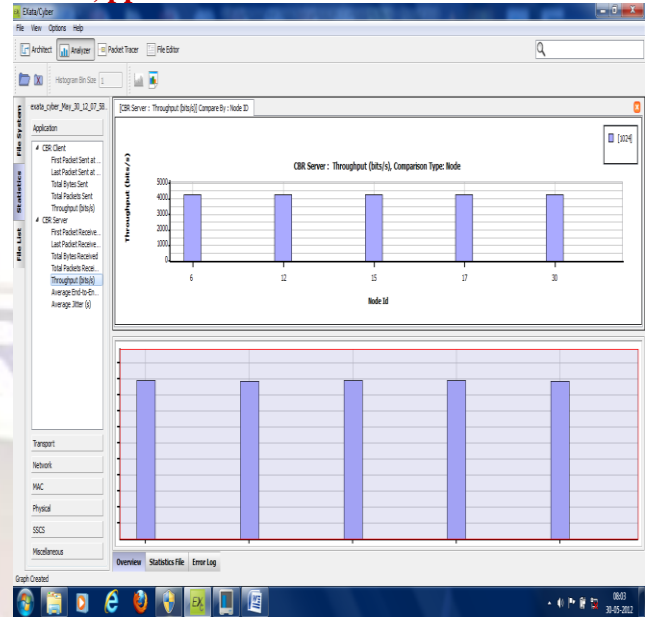 EXata/Cyber
File View Options Help
Architect Analyzer Packet Tracer File Editor
Histogram Bin Size 1
exata_cyber_May_30_12_07_58..
[CBR Server : Throughput (bits/s)] Compare By : Node ID
File System
Statistics
File List
Application
CBR Client
First Packet Sent at ...
Last Packet Sent at ...
Total Bytes Sent
Total Packets Sent
Throughput (bits/s)
CBR Server
First Packet Receive...
Last Packet Receive...
Total Bytes Received
Total Packets Recei...
Throughput (bits/s)
Average End-to-En...
Average Jitter (s)
Transport
Network
MAC
Physical
SSCS
Miscellaneous
[1024]
CBR Server : Throughput (bits/s), Comparison Type: Node
Throughput (bits/s)
5000
4000
3000
2000
1000
0
6 12 15 17 30
Node Id
Overview Statistics File Error Log
Graph Created
08:03
30-05-2012